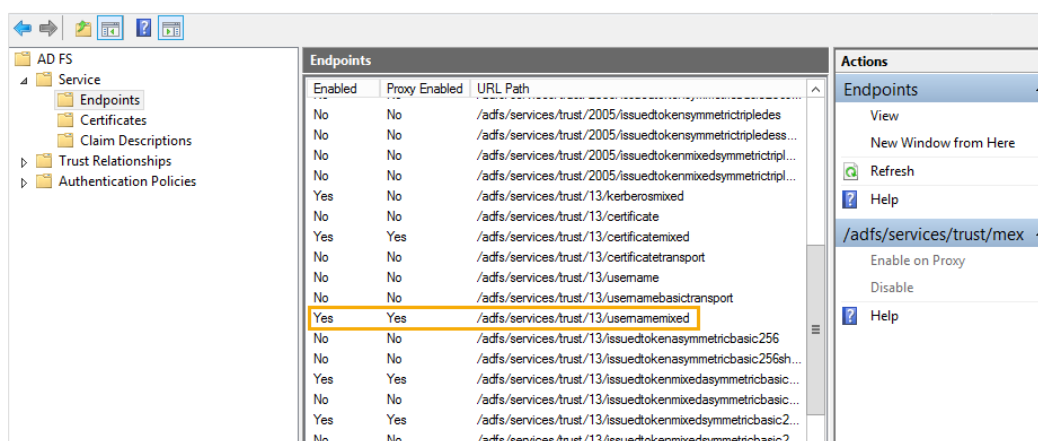 AD FS
Service
Endpoints
Certificates
Claim Descriptions
Trust Relationships
Authentication Policies
Endpoints
Enabled Proxy Enabled URL Path
No No /adfs/services/trust/2005/issuedtokensymmetrictripledes
No No /adfs/services/trust/2005/issuedtokensymmetrictripledess...
No No /adfs/services/trust/2005/issuedtokenmixedsymmetrictripl...
No No /adfs/services/trust/2005/issuedtokenmixedsymmetrictripl...
Yes No /adfs/services/trust/13/kerberosmixed
No No /adfs/services/trust/13/certificate
Yes Yes /adfs/services/trust/13/certificatemixed
No No /adfs/services/trust/13/certificatetransport
No No /adfs/services/trust/13/username
No No /adfs/services/trust/13/usernamebasictransport
Yes Yes /adfs/services/trust/13/usernamemixed
No No /adfs/services/trust/13/issuedtokenasymmetricbasic256
No No /adfs/services/trust/13/issuedtokenasymmetricbasic256sh...
Yes Yes /adfs/services/trust/13/issuedtokenmixedasymmetricbasic...
No No /adfs/services/trust/13/issuedtokenmixedasymmetricbasic...
Yes Yes /adfs/services/trust/13/issuedtokenmixedsymmetricbasic2...
No No /adfs/services/trust/13/issuedtokenmixedsymmetricbasic2...
Actions
Endpoints
View
New Window from Here
Refresh
Help
/adfs/services/trust/mex
Enable on Proxy
Disable
Help